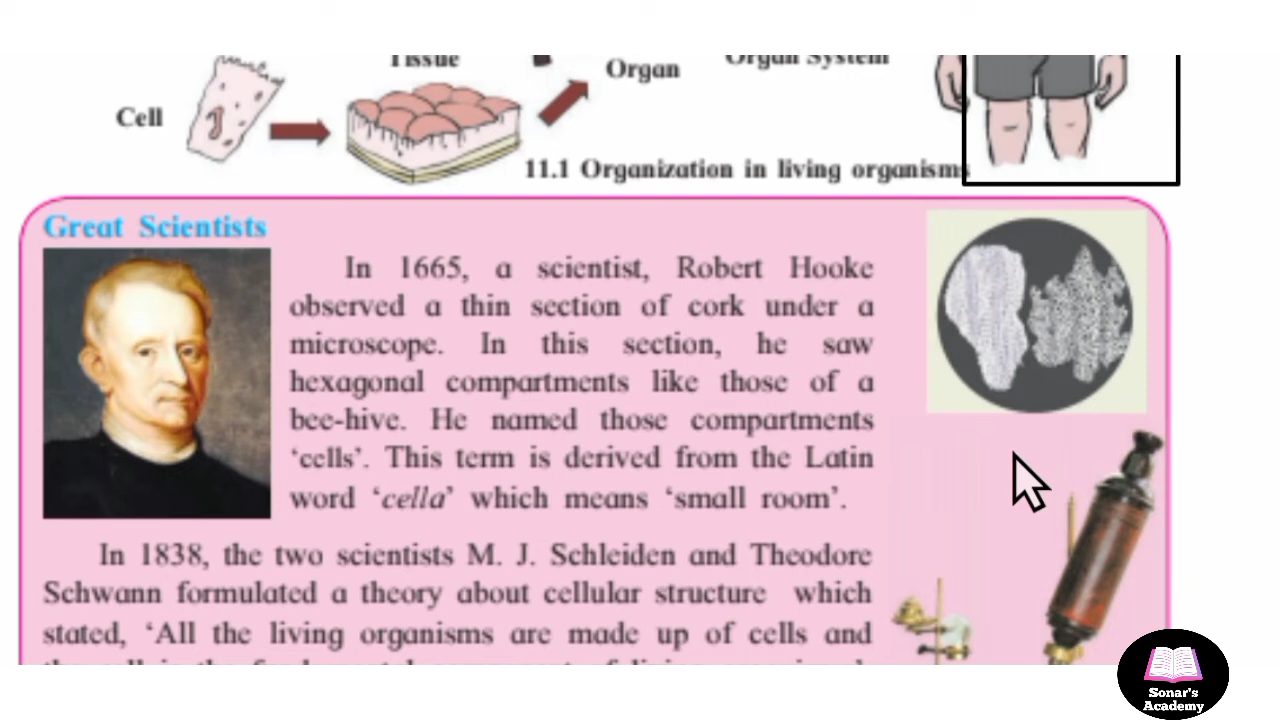 Tissue
Organ System
Organ
Cell
11.1 Organization in living organisms
Great Scientists
In 1665, a scientist, Robert Hooke
observed a thin section of cork under a
microscope. In this section, he saw
hexagonal compartments like those of a
bee-hive. He named those compartments
‘cells’. This term is derived from the Latin
word ‘cella’ which means ‘small room’.
In 1838, the two scientists M. J. Schleiden and Theodore
Schwann formulated a theory about cellular structure which
stated, ‘All the living organisms are made up of cells and
Sonar's
Academy